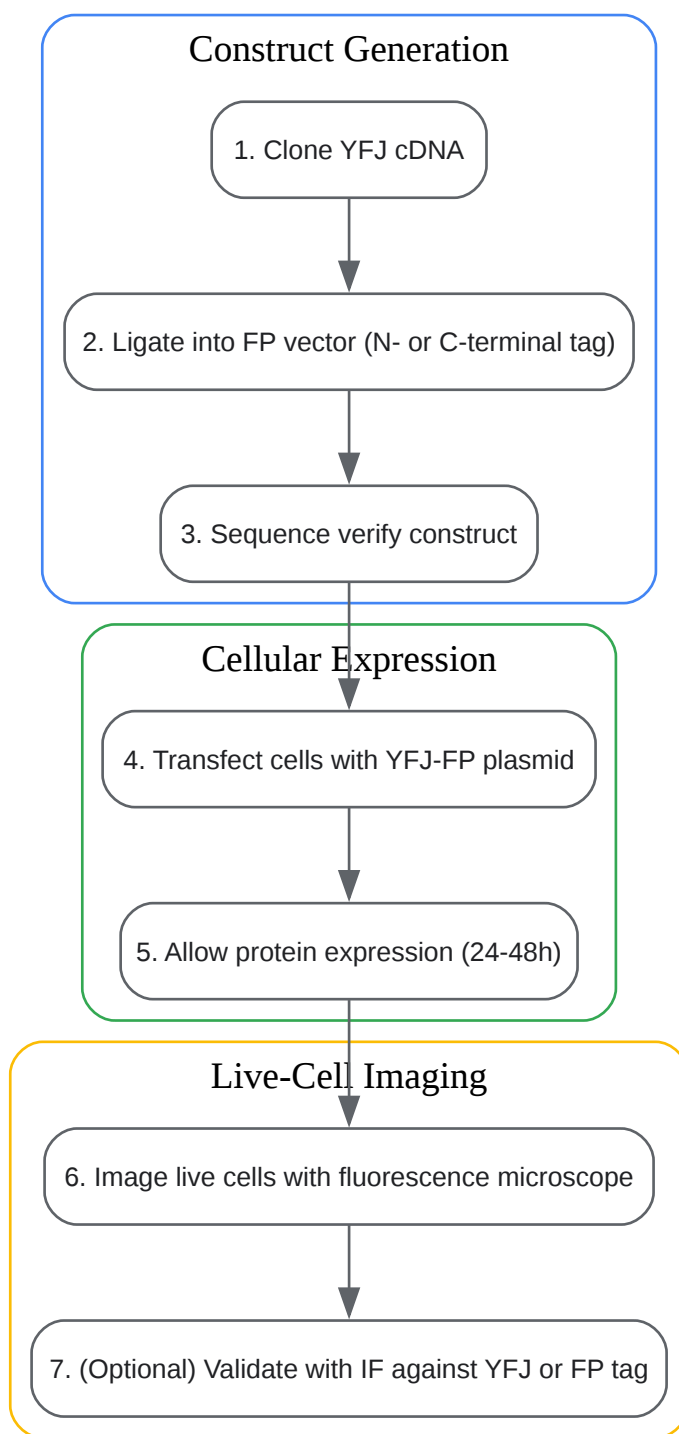 Construct Generation
1. Clone YFJ cDNA
2. Ligate into FP vector (N- or C-terminal tag)
3. Sequence verify construct
Cellular Expression
4. Transfect cells with YFJ-FP plasmid
5. Allow protein expression (24-48h)
Live-Cell Imaging
6. Image live cells with fluorescence microscope
7. (Optional) Validate with IF against YFJ or FP tag